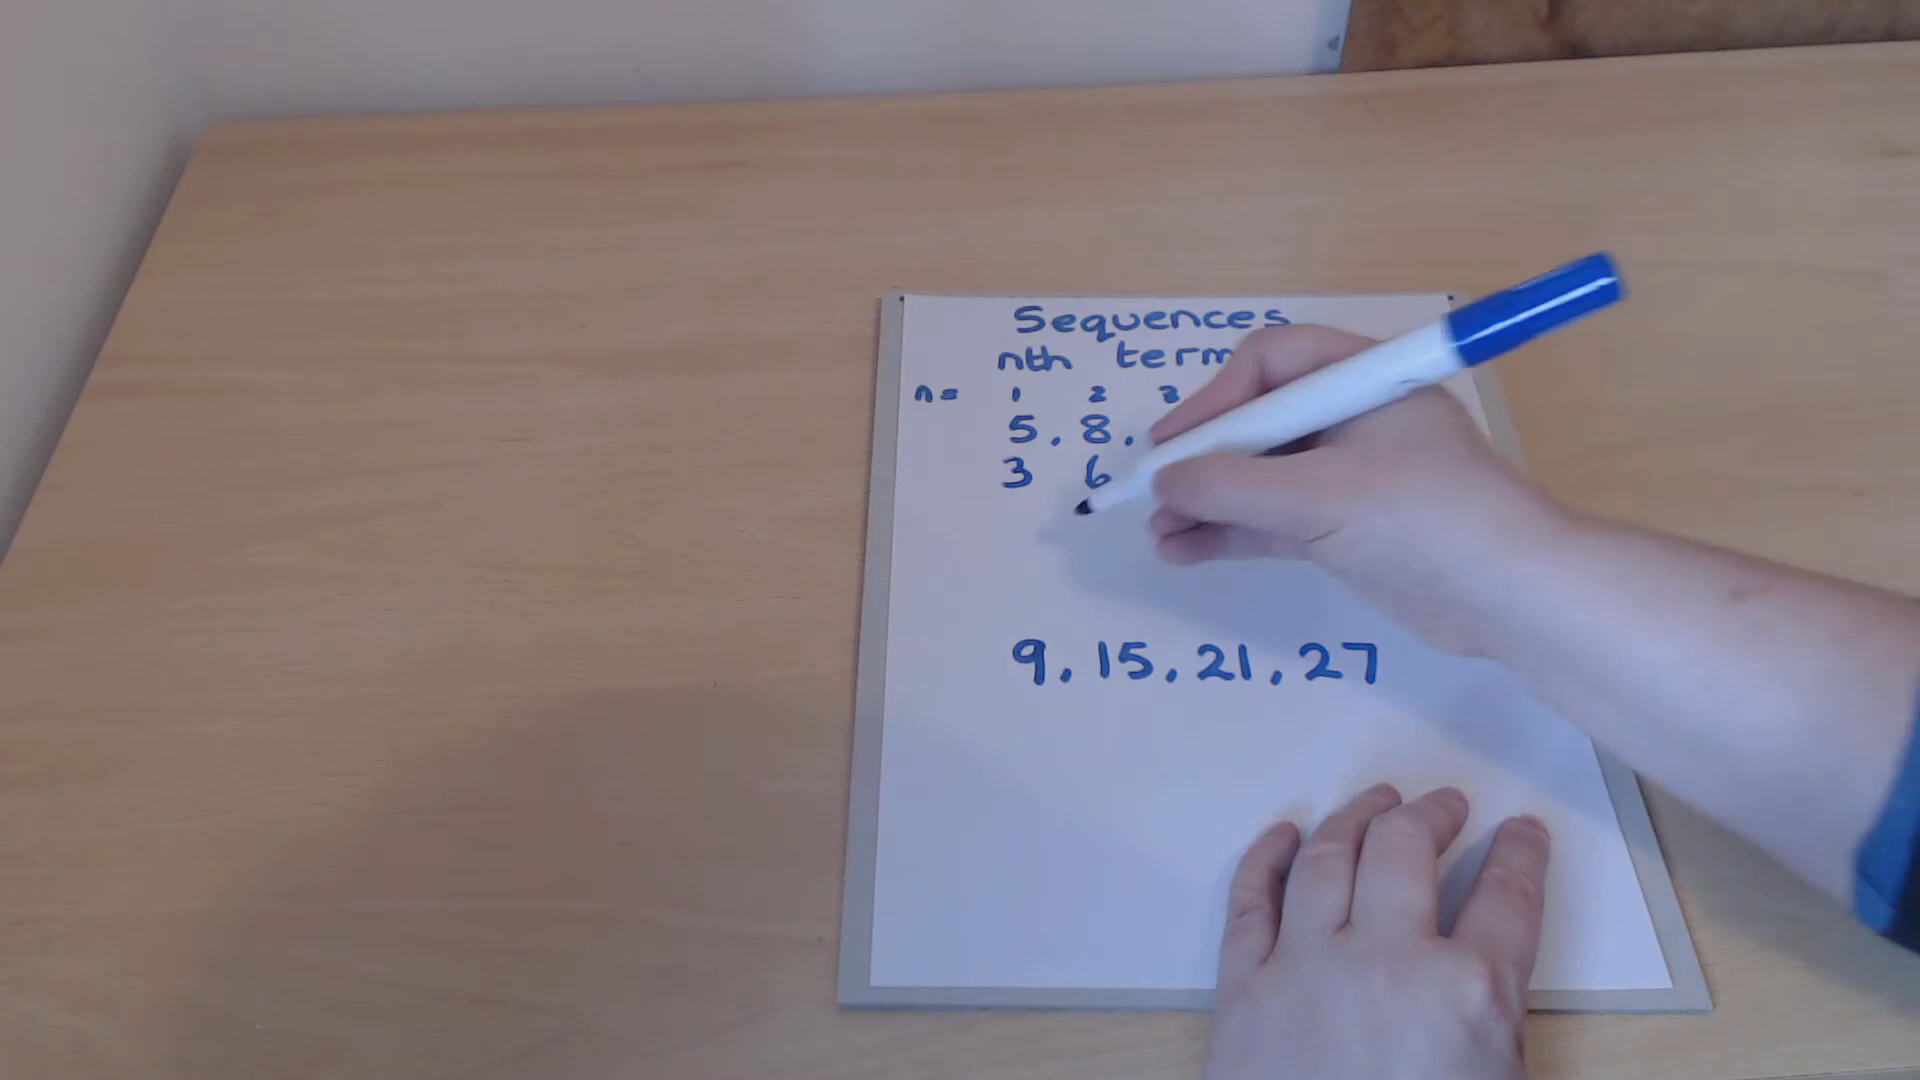 Sequences
nth term
n = 1 2 3
5, 8,
3 6
9, 15, 21, 27